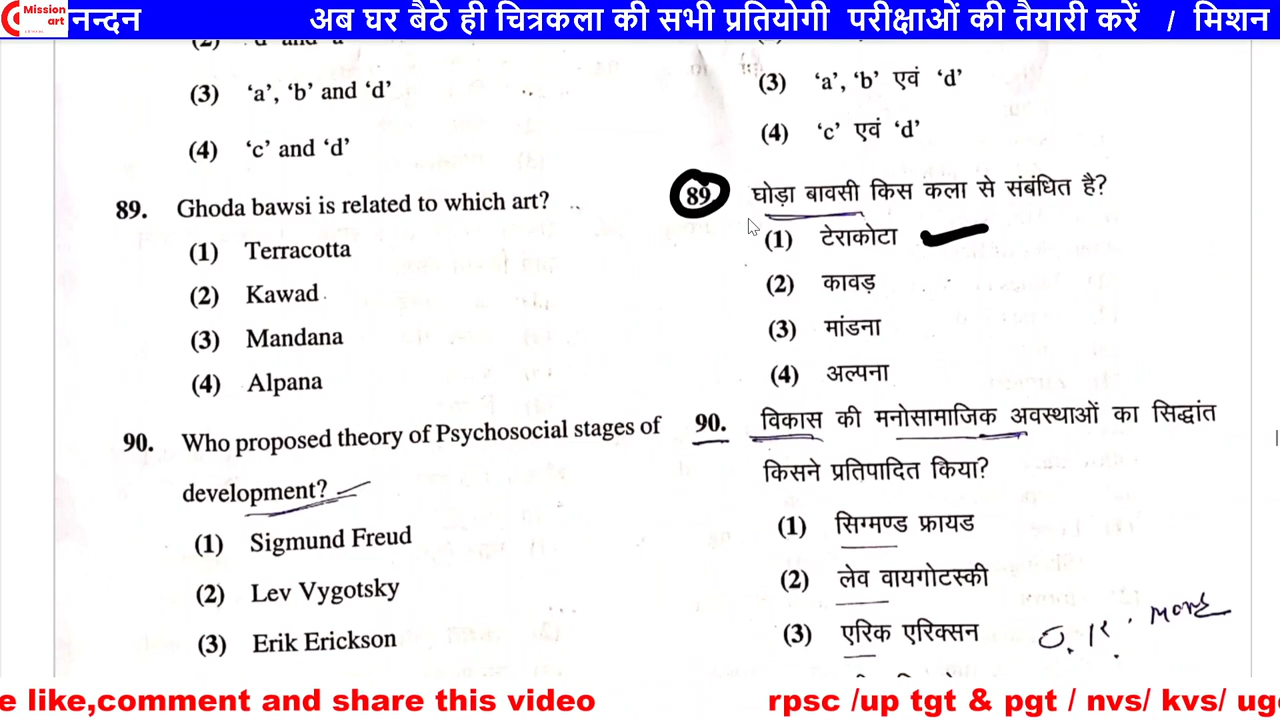 Mission art
नन्दन अब घर बैठे ही चित्रकला की सभी प्रतियोगी परीक्षाओं की तैयारी करें / मिशन
(3) ‘a’, ‘b’ and ‘d’
(4) ‘c’ and ‘d’
89. Ghoda bawsi is related to which art?
(1) Terracotta
(2) Kawad
(3) Mandana
(4) Alpana
90. Who proposed theory of Psychosocial stages of
development?
(1) Sigmund Freud
(2) Lev Vygotsky
(3) Erik Erickson
(3) ‘a’, ‘b’ एवं ‘d’
(4) ‘c’ एवं ‘d’
89. घोड़ा बावसी किस कला से संबंधित है?
(1) टेराकोटा
(2) कावड़
(3) मांडना
(4) अल्पना
90. विकास की मनोसामाजिक अवस्थाओं का सिद्धांत
किसने प्रतिपादित किया?
(1) सिग्मण्ड फ्रायड
(2) लेव वायगोटस्की
(3) एरिक एरिक्सन
e like,comment and share this video rpsc /up tgt & pgt / nvs/ kvs/ ug